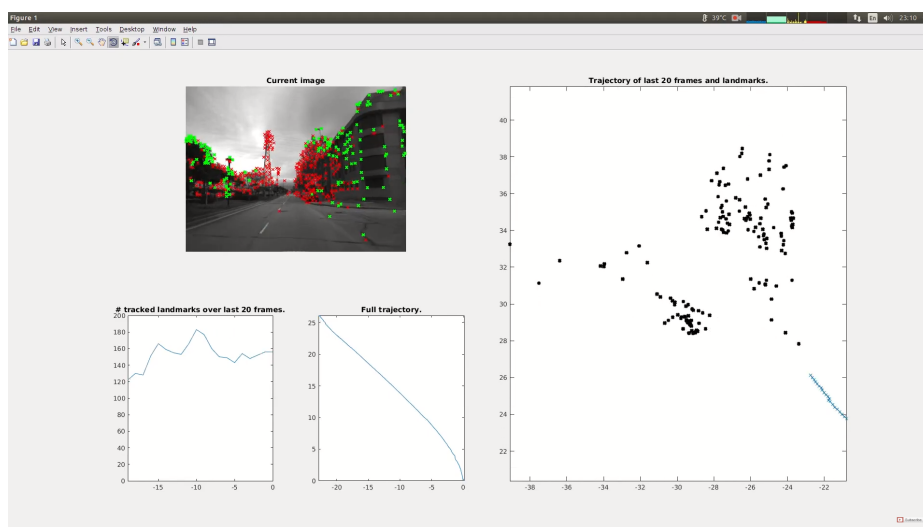 Figure 1
39°C
En
23:10
File Edit View Insert Tools Desktop Window Help
Current image
Trajectory of last 20 frames and landmarks.
40
38
36
34
32
30
28
26
24
22
-38 -36 -34 -32 -30 -28 -26 -24 -22
# tracked landmarks over last 20 frames.
200
180
160
140
120
100
80
60
40
20
0
-15 -10 -5 0
Full trajectory.
25
20
15
10
5
0
-20 -15 -10 -5 0